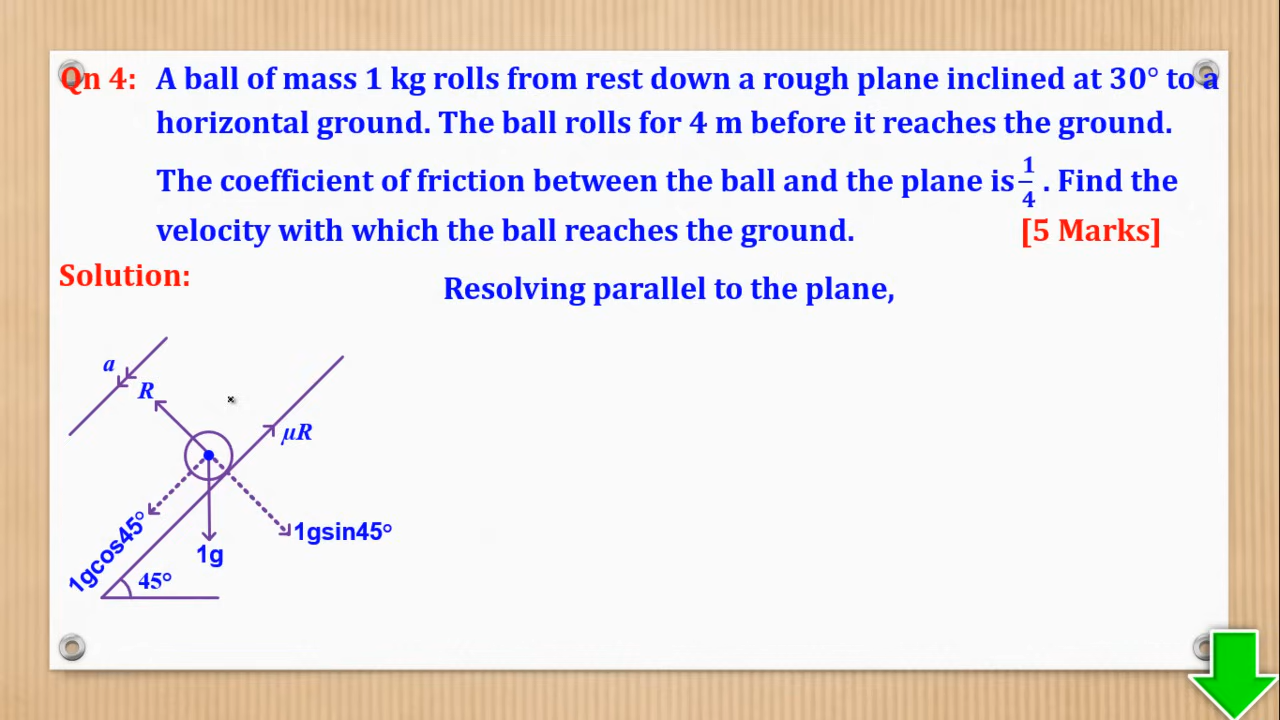 Qn 4: A ball of mass 1 kg rolls from rest down a rough plane inclined at 30° to a
horizontal ground. The ball rolls for 4 m before it reaches the ground.
The coefficient of friction between the ball and the plane is 1/4 . Find the
velocity with which the ball reaches the ground. [5 Marks]
Solution:
Resolving parallel to the plane,
a
R
μR
1gcos45°
1gsin45°
1g
45°